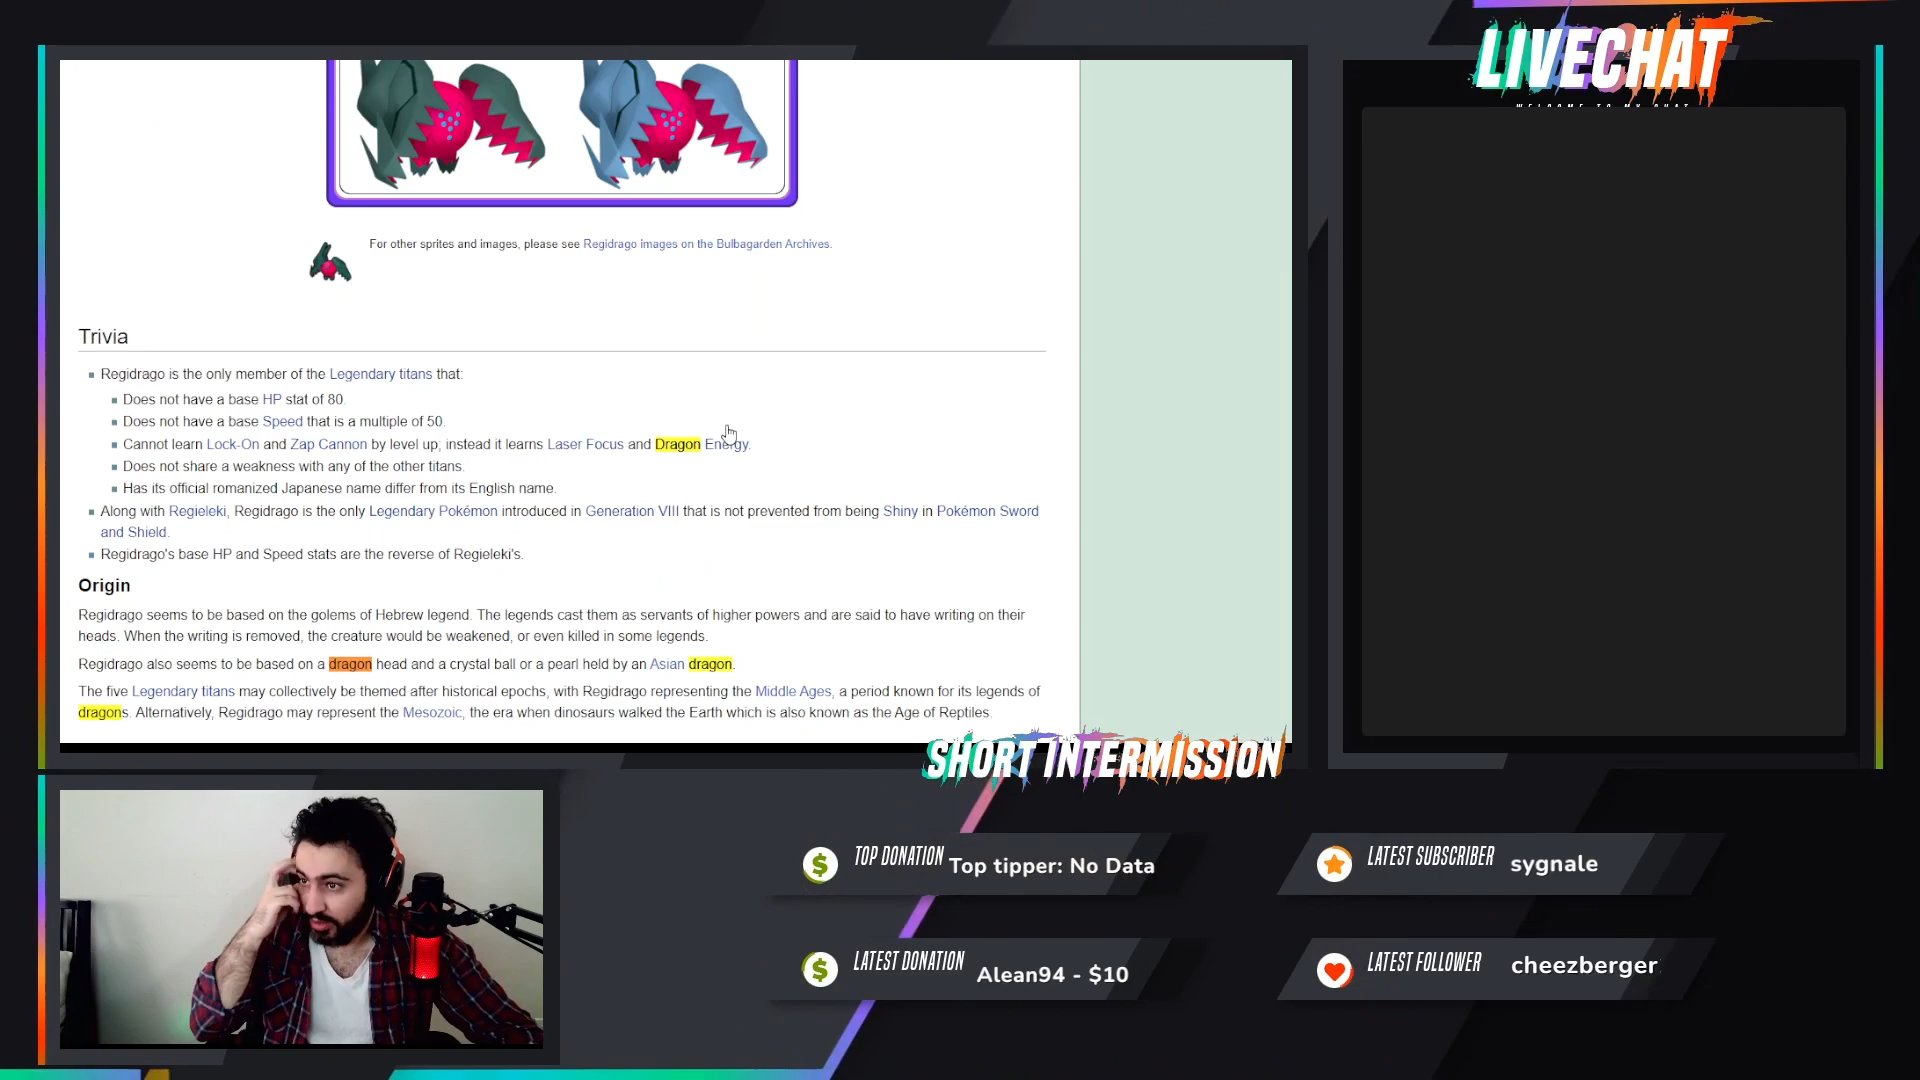 LIVECHAT
WELCOME TO MY CHAT
For other sprites and images, please see Regidrago images on the Bulbagarden Archives.
Trivia
Regidrago is the only member of the Legendary titans that:
Does not have a base HP stat of 80.
Does not have a base Speed that is a multiple of 50.
Cannot learn Lock-On and Zap Cannon by level up; instead it learns Laser Focus and Dragon Energy.
Does not share a weakness with any of the other titans.
Has its official romanized Japanese name differ from its English name.
Along with Regieleki, Regidrago is the only Legendary Pokémon introduced in Generation VIII that is not prevented from being Shiny in Pokémon Sword
and Shield.
Regidrago's base HP and Speed stats are the reverse of Regieleki's.
Origin
Regidrago seems to be based on the golems of Hebrew legend. The legends cast them as servants of higher powers and are said to have writing on their
heads. When the writing is removed, the creature would be weakened, or even killed in some legends.
Regidrago also seems to be based on a dragon head and a crystal ball or a pearl held by an Asian dragon.
The five Legendary titans may collectively be themed after historical epochs, with Regidrago representing the Middle Ages, a period known for its legends of
dragons. Alternatively, Regidrago may represent the Mesozoic, the era when dinosaurs walked the Earth which is also known as the Age of Reptiles.
SHORT INTERMISSION
TOP DONATION Top tipper: No Data
LATEST SUBSCRIBER sygnale
LATEST DONATION Alean94 - $10
LATEST FOLLOWER cheezberger